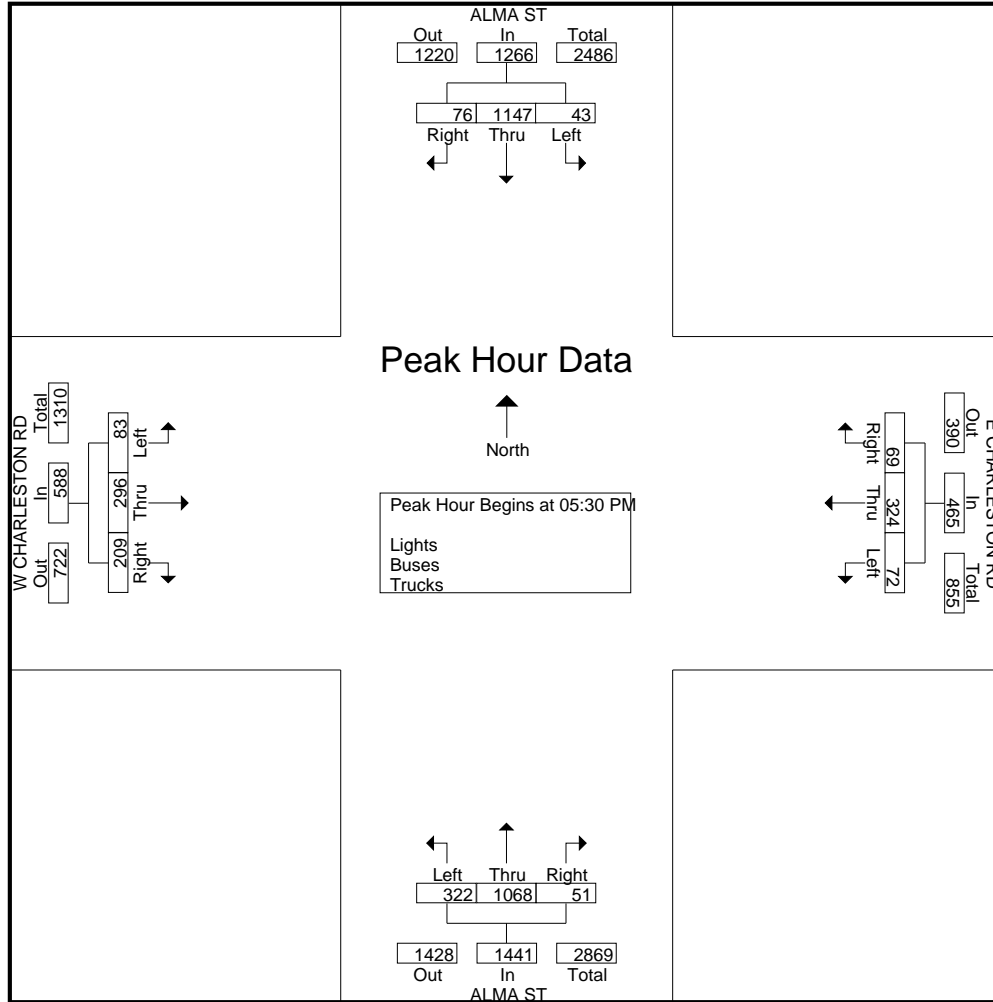 ALMA ST
Out In Total
1220 1266 2486
76 1147 43
Right Thru Left
Peak Hour Data
North
Peak Hour Begins at 05:30 PM
Lights
Buses
Trucks
W CHARLESTON RD
Out In Total
722 588 1310
209 296 83
Right Thru Left
E CHARLESTON RD
Out In Total
390 465 855
69 324 72
Right Thru Left
Left Thru Right
322 1068 51
1428 1441 2869
Out In Total
ALMA ST